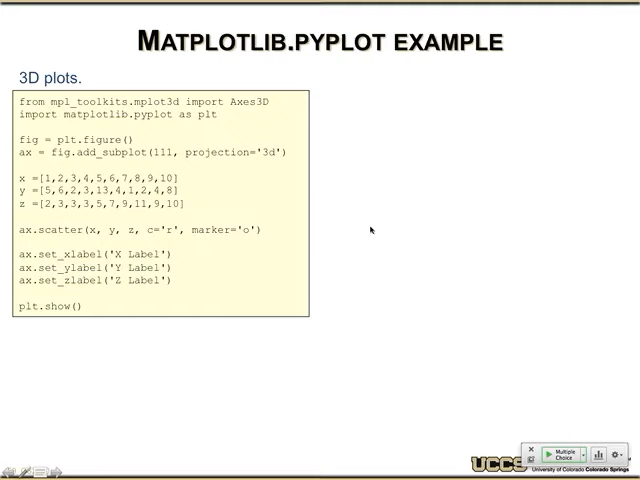 MATPLOTLIB.PYPLOT EXAMPLE
3D plots.
from mpl_toolkits.mplot3d import Axes3D
import matplotlib.pyplot as plt
fig = plt.figure()
ax = fig.add_subplot(111, projection='3d')
x =[1,2,3,4,5,6,7,8,9,10]
y =[5,6,2,3,13,4,1,2,4,8]
z =[2,3,3,3,5,7,9,11,9,10]
ax.scatter(x, y, z, c='r', marker='o')
ax.set_xlabel('X Label')
ax.set_ylabel('Y Label')
ax.set_zlabel('Z Label')
plt.show()
Multiple
Choice
UCCS
University of Colorado Colorado Springs